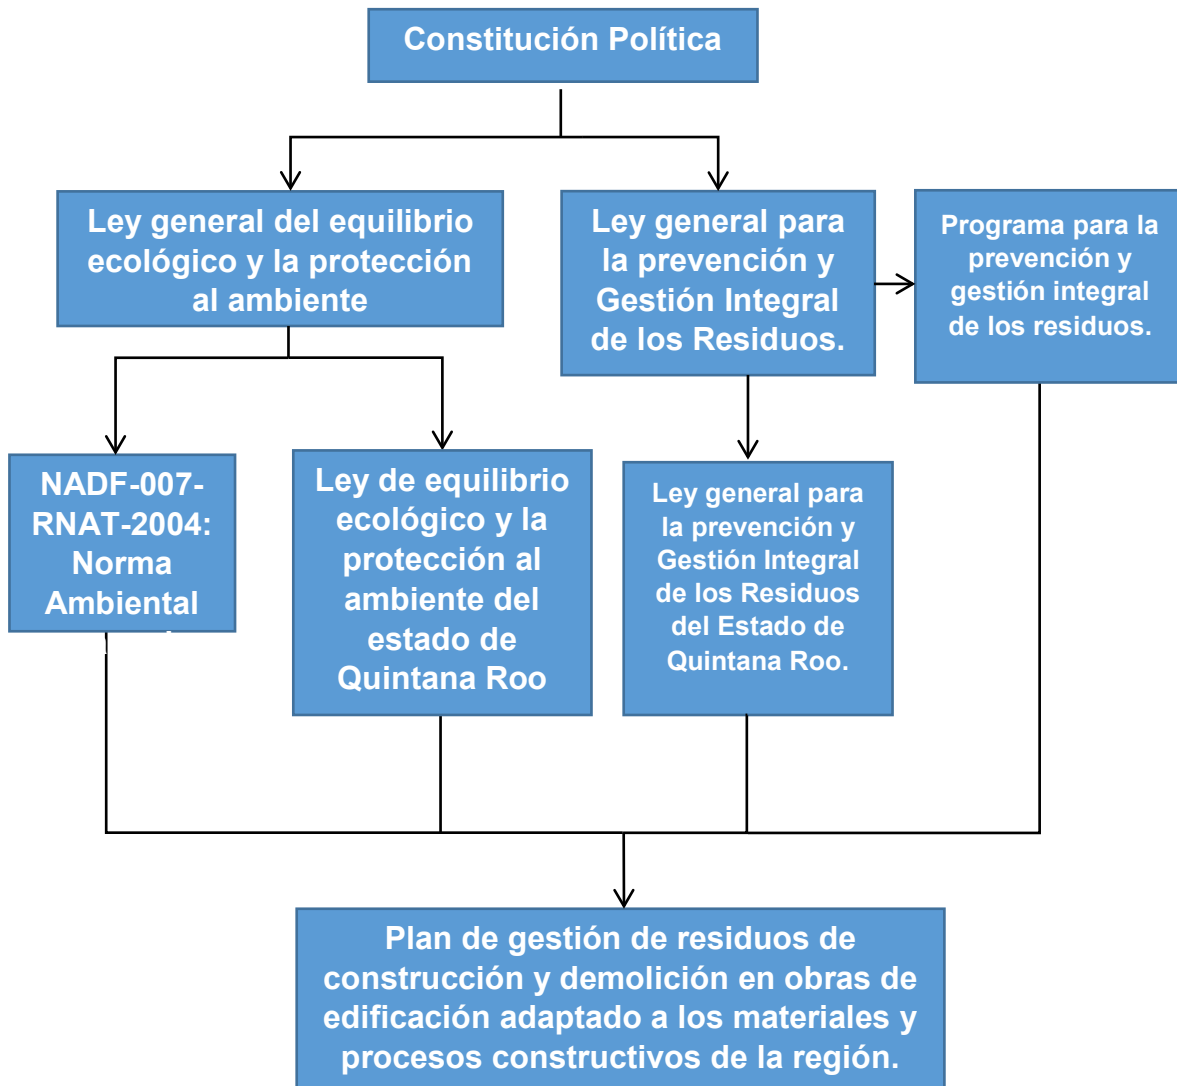 Constitución Política
Ley general del equilibrio
ecológico y la protección
al ambiente
Ley general para
la prevención y
Gestión Integral
de los Residuos.
Programa para la
prevención y
gestión integral
de los residuos.
NADF-007-
RNAT-2004:
Norma
Ambiental
Ley de equilibrio
ecológico y la
protección al
ambiente del
estado de
Quintana Roo
Ley general para
la prevención y
Gestión Integral
de los Residuos
del Estado de
Quintana Roo.
Plan de gestión de residuos de
construcción y demolición en obras de
edificación adaptado a los materiales y
procesos constructivos de la región.